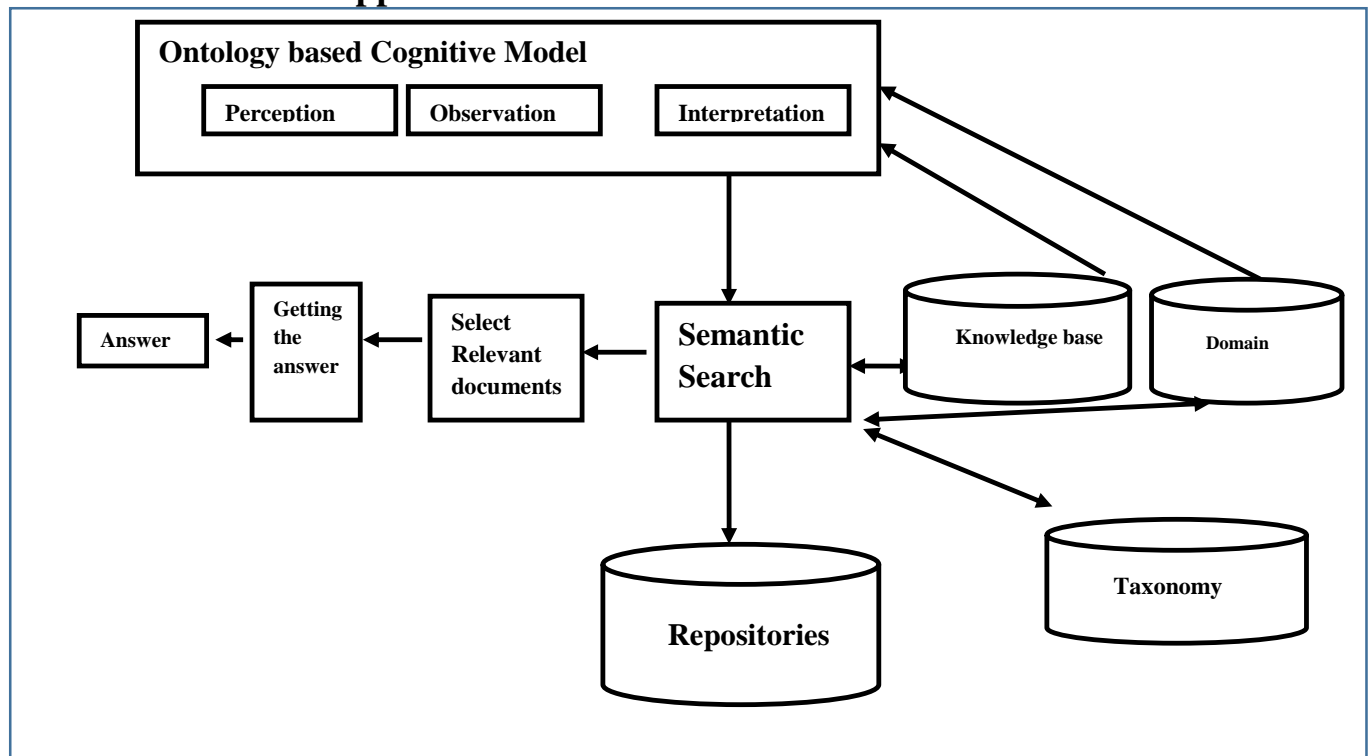 Ontology based Cognitive Model
Perception
Observation
Interpretation
Answer
Getting
the
answer
Select
Relevant
documents
Semantic
Search
Knowledge base
Domain
Taxonomy
Repositories